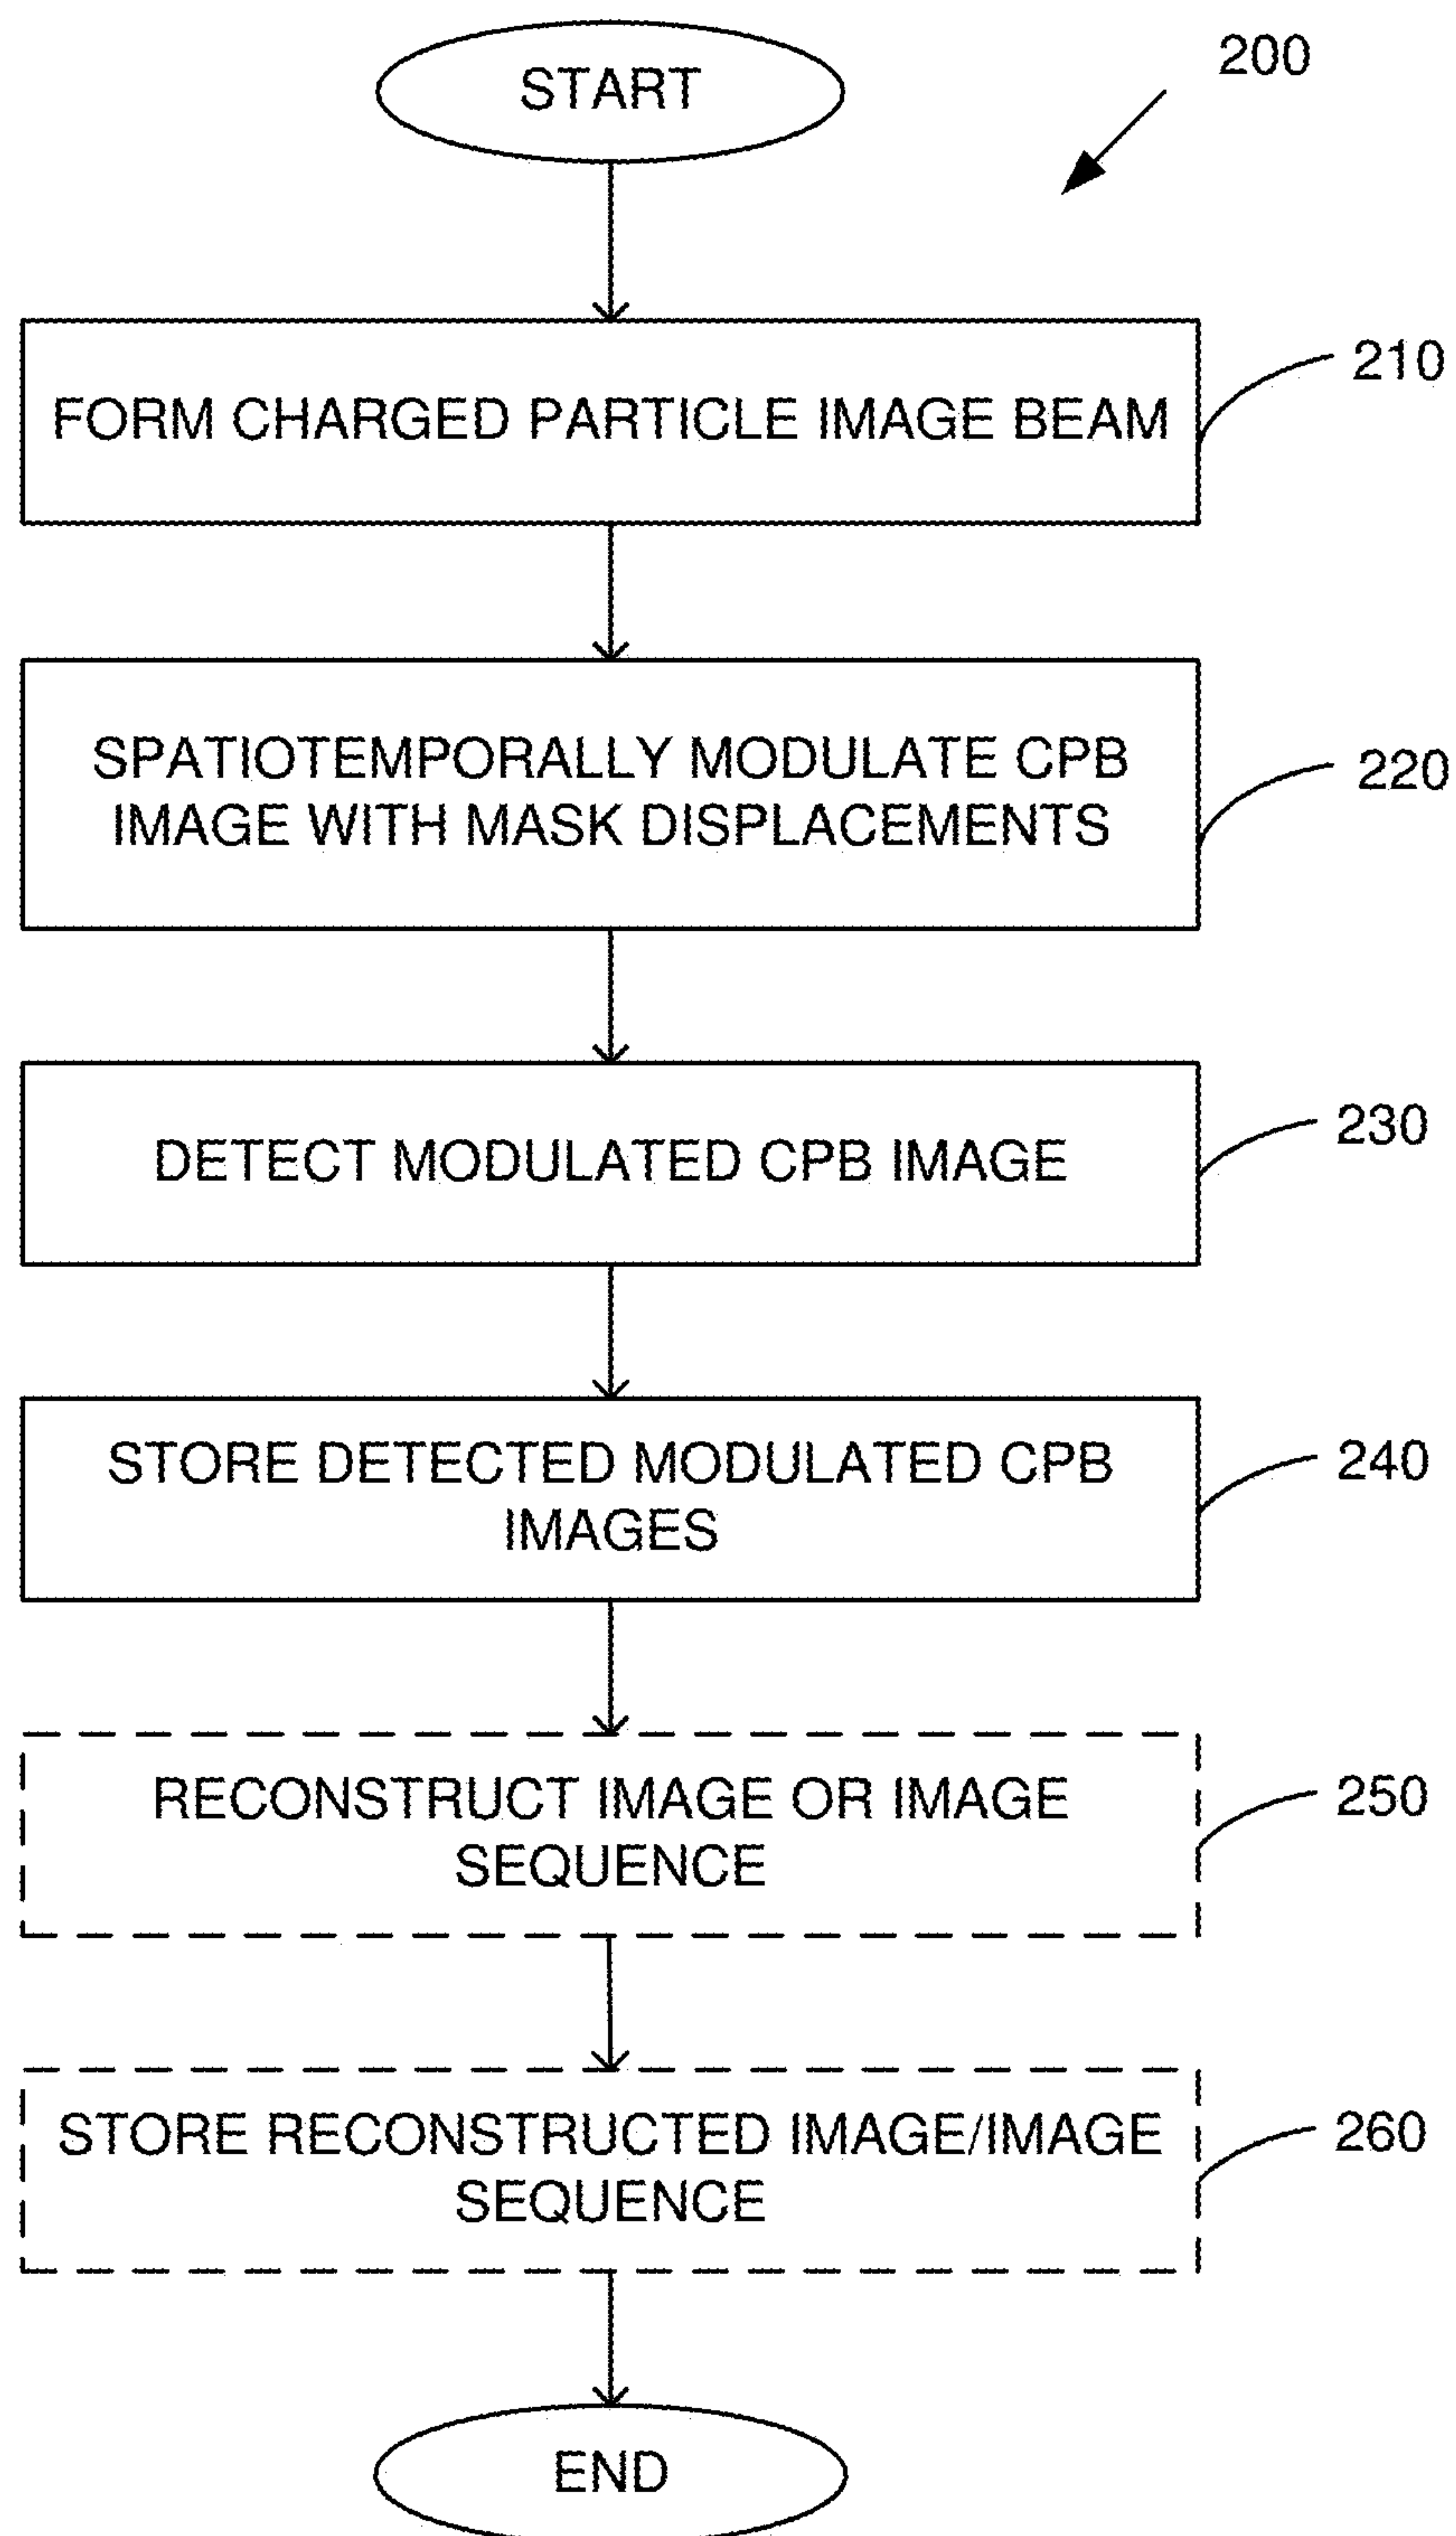 START
200
FORM CHARGED PARTICLE IMAGE BEAM
210
SPATIOTEMPORALLY MODULATE CPB
IMAGE WITH MASK DISPLACEMENTS
220
DETECT MODULATED CPB IMAGE
230
STORE DETECTED MODULATED CPB
IMAGES
240
RECONSTRUCT IMAGE OR IMAGE
SEQUENCE
250
STORE RECONSTRUCTED IMAGE/IMAGE
SEQUENCE
260
END